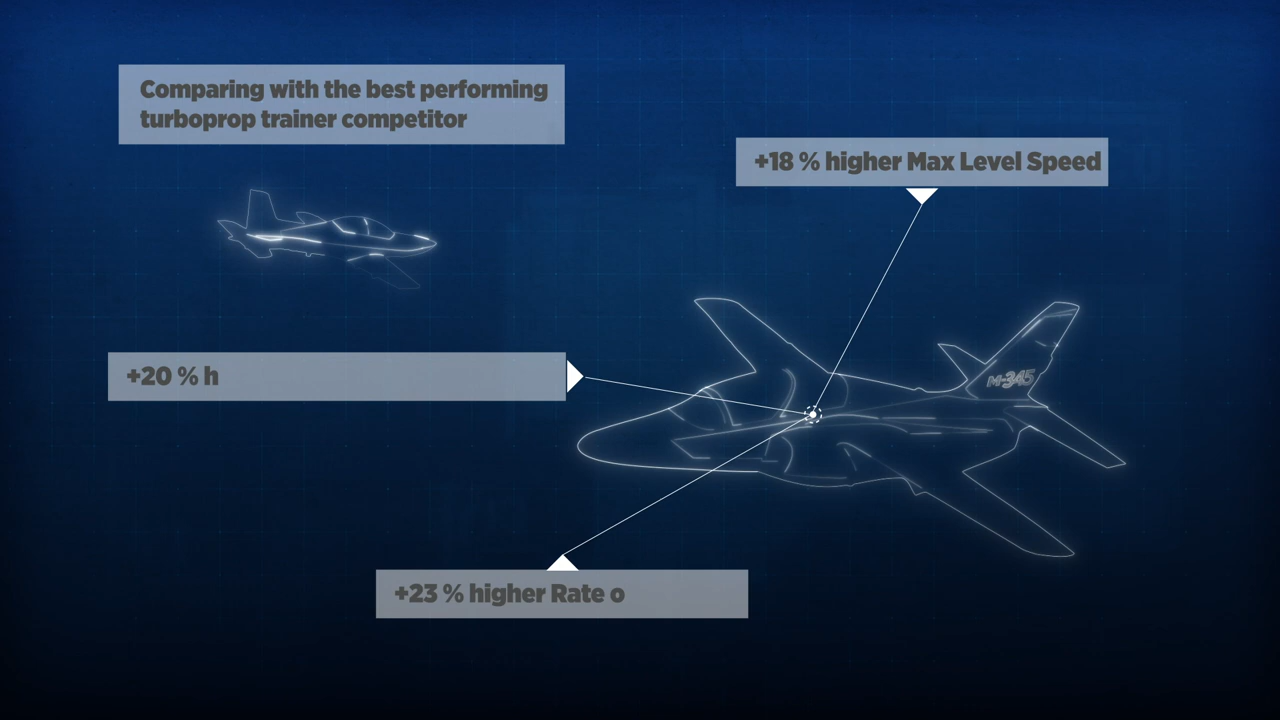 Comparing with the best performing
turboprop trainer competitor
+18 % higher Max Level Speed
+20 % h
M-345
+23 % higher Rate o